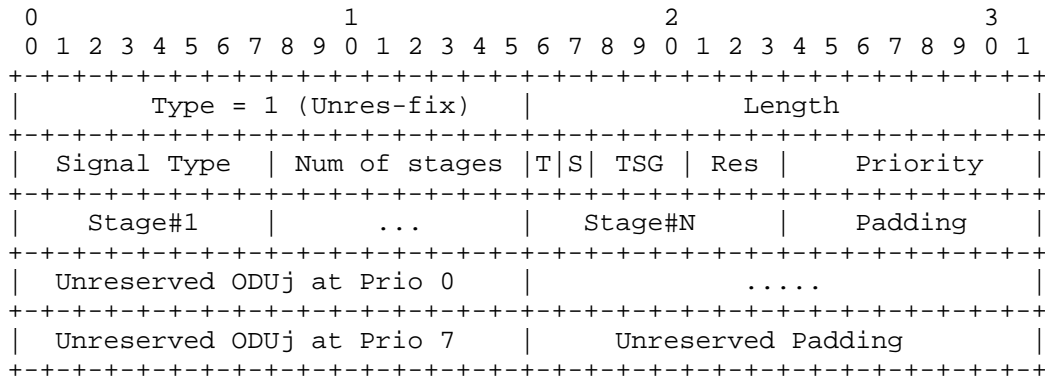 0                   1                   2                   3
 0 1 2 3 4 5 6 7 8 9 0 1 2 3 4 5 6 7 8 9 0 1 2 3 4 5 6 7 8 9 0 1
+-+-+-+-+-+-+-+-+-+-+-+-+-+-+-+-+-+-+-+-+-+-+-+-+-+-+-+-+-+-+-+-+
|       Type = 1 (Unres-fix)    |             Length            |
+-+-+-+-+-+-+-+-+-+-+-+-+-+-+-+-+-+-+-+-+-+-+-+-+-+-+-+-+-+-+-+-+
|  Signal Type  | Num of stages |T|S| TSG | Res |    Priority   |
+-+-+-+-+-+-+-+-+-+-+-+-+-+-+-+-+-+-+-+-+-+-+-+-+-+-+-+-+-+-+-+-+
|    Stage#1    |      ...      |   Stage#N     |    Padding    |
+-+-+-+-+-+-+-+-+-+-+-+-+-+-+-+-+-+-+-+-+-+-+-+-+-+-+-+-+-+-+-+-+
|  Unreserved ODUj at Prio 0    |             .....             |
+-+-+-+-+-+-+-+-+-+-+-+-+-+-+-+-+-+-+-+-+-+-+-+-+-+-+-+-+-+-+-+-+
|  Unreserved ODUj at Prio 7    |     Unreserved Padding        |
+-+-+-+-+-+-+-+-+-+-+-+-+-+-+-+-+-+-+-+-+-+-+-+-+-+-+-+-+-+-+-+-+